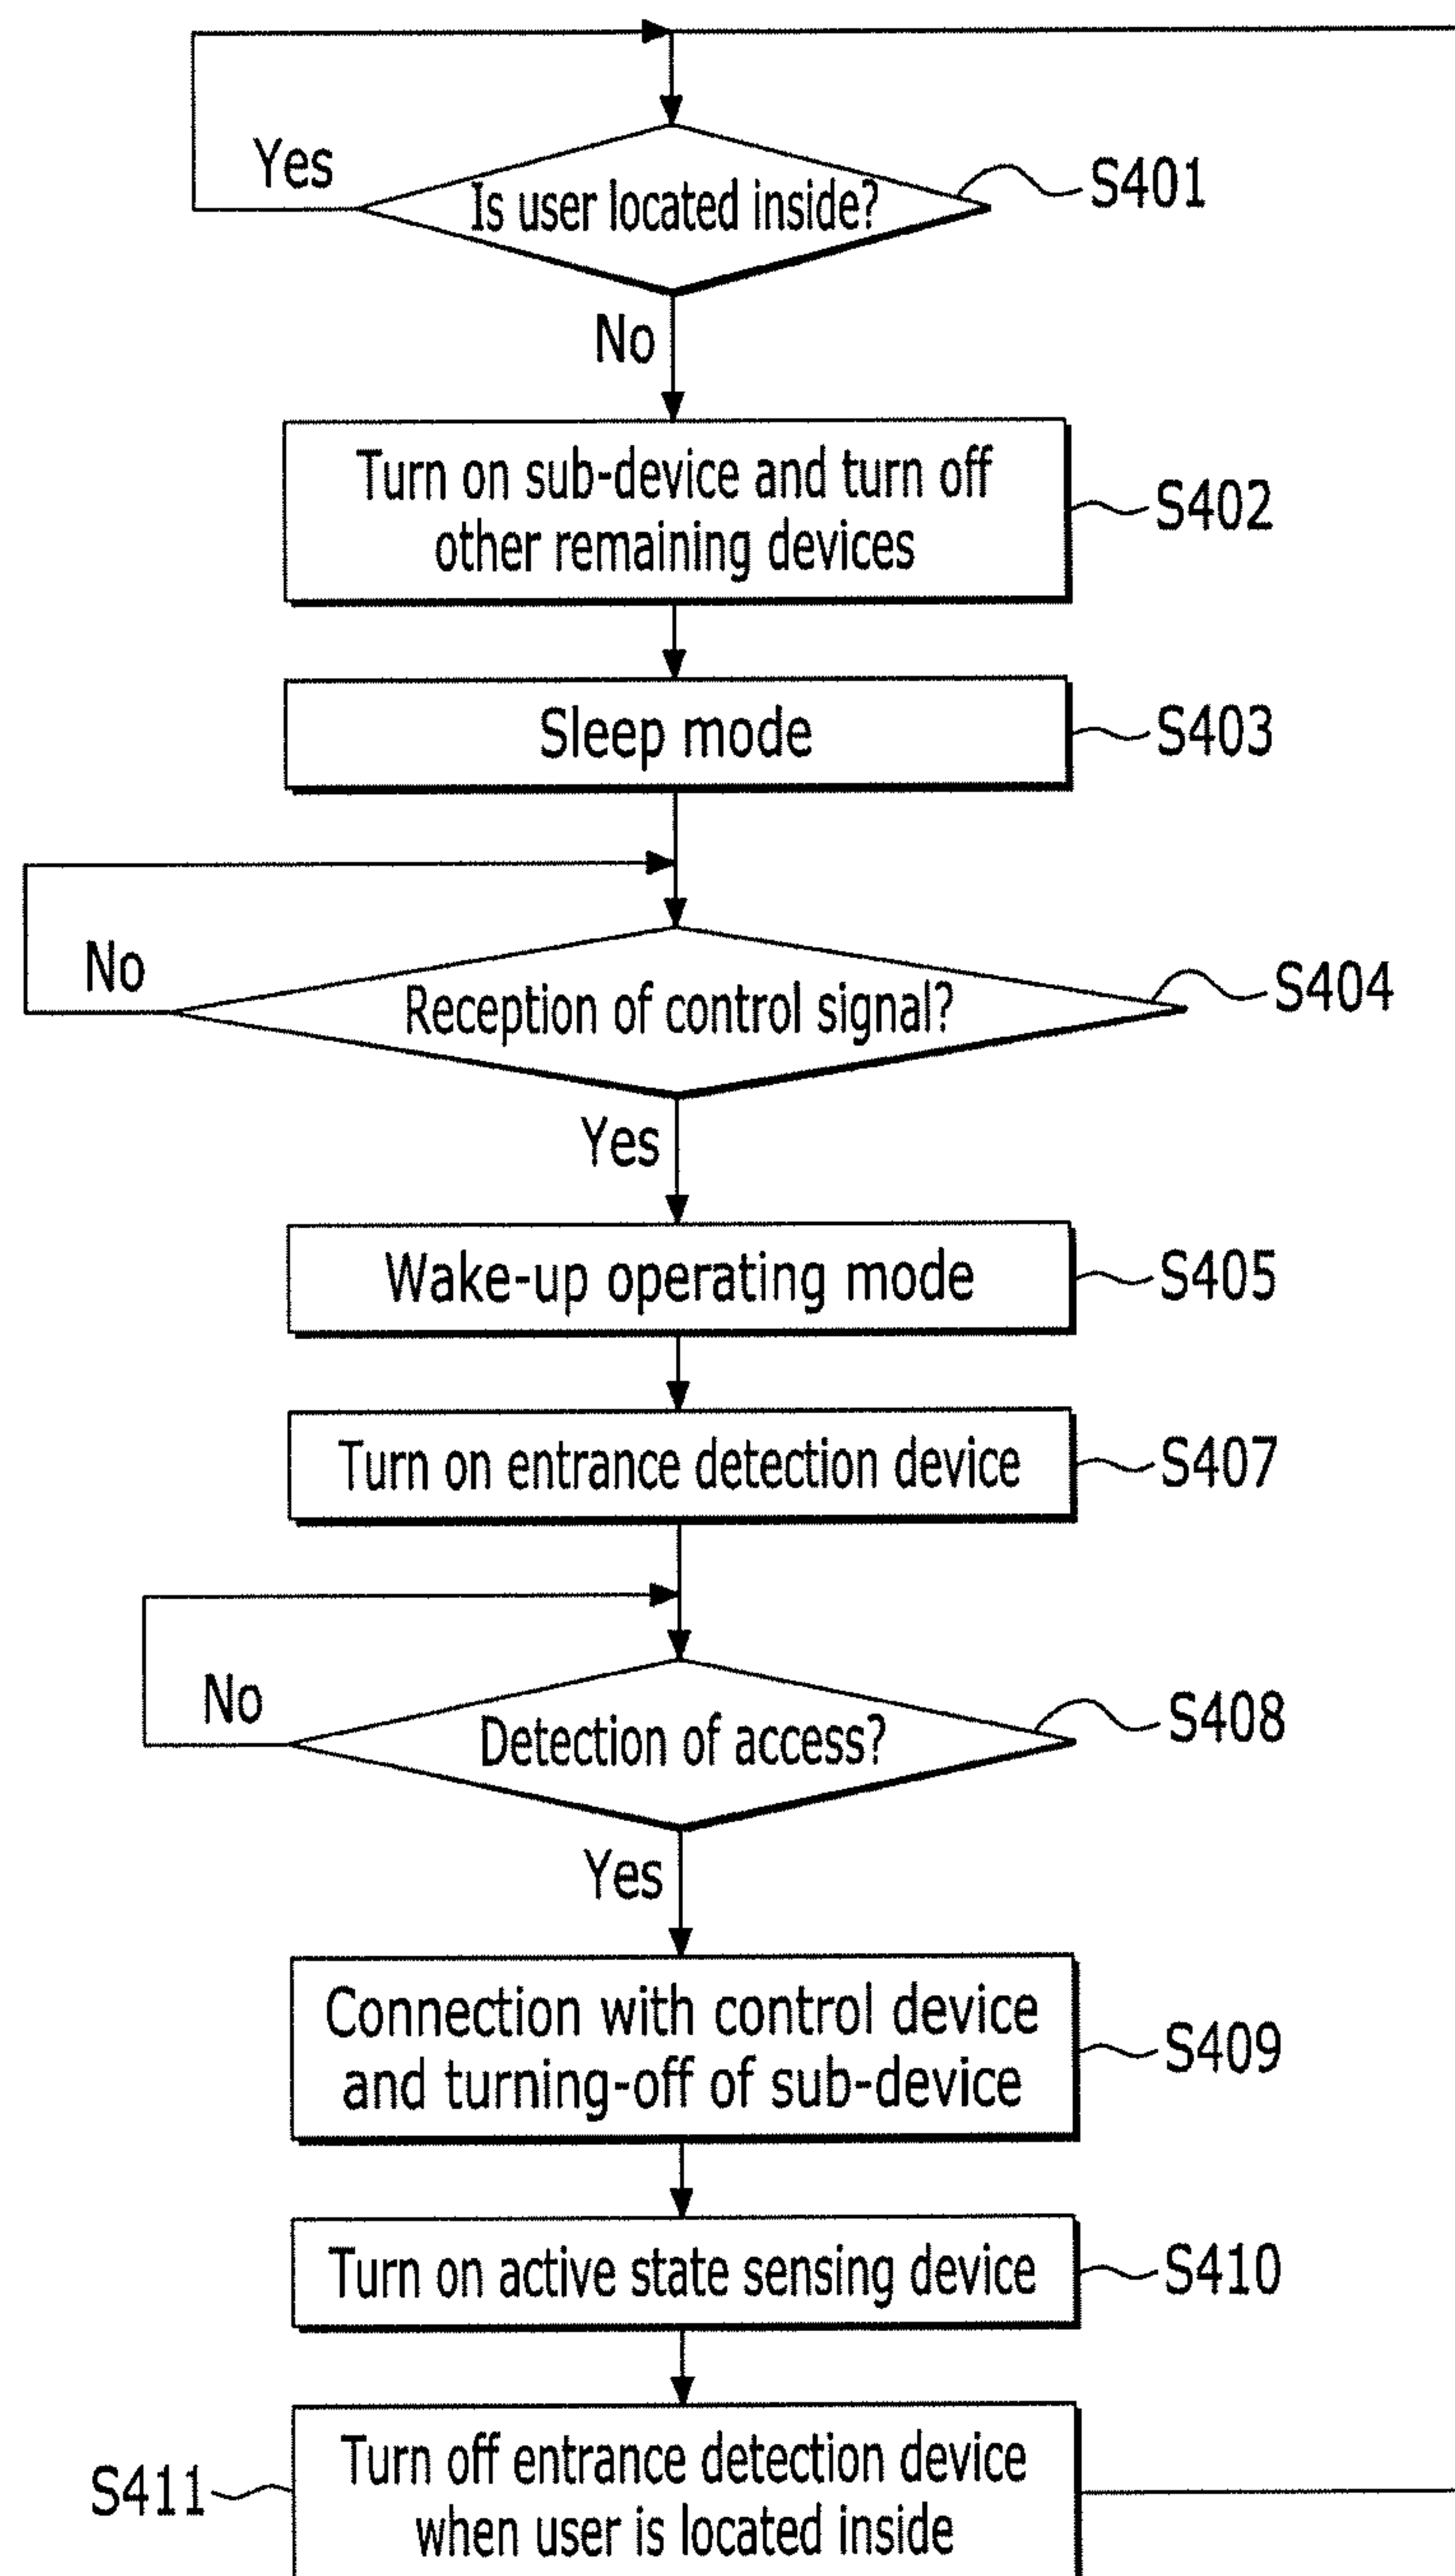 Yes
Is user located inside?
S401
No
Turn on sub-device and turn off
other remaining devices
S402
Sleep mode
S403
No
Reception of control signal?
S404
Yes
Wake-up operating mode
S405
Turn on entrance detection device
S407
No
Detection of access?
S408
Yes
Connection with control device
and turning-off of sub-device
S409
Turn on active state sensing device
S410
S411
Turn off entrance detection device
when user is located inside